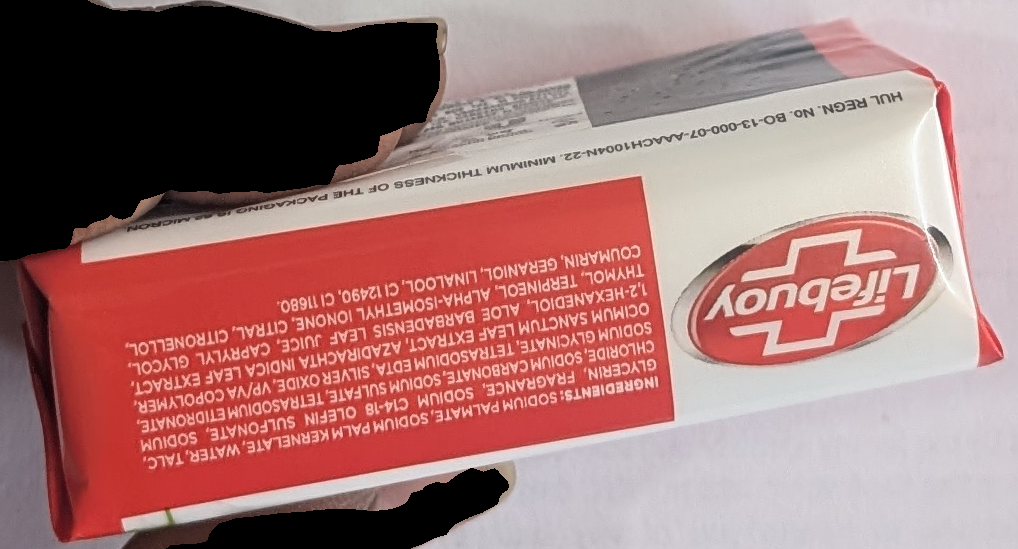 Lifebuoy
INGREDIENTS: SODIUM PALMATE, SODIUM PALM KERNELATE, WATER, TALC,
GLYCERIN, FRAGRANCE, SODIUM C14-16 OLEFIN SULFONATE, SODIUM
CHLORIDE, SODIUM CARBONATE, SODIUM SULFATE, TETRASODIUM ETIDRONATE,
SODIUM GLYCINATE, TETRASODIUM EDTA, SILVER OXIDE, VP/VA COPOLYMER,
OCIMUM SANCTUM LEAF EXTRACT, AZADIRACHTA INDICA LEAF EXTRACT,
1,2-HEXANEDIOL, ALOE BARBADENSIS LEAF JUICE, CAPRYLYL GLYCOL,
THYMOL, TERPINEOL, ALPHA-ISOMETHYL IONONE, CITRAL, CITRONELLOL,
COUMARIN, GERANIOL, LINALOOL, CI 12490, CI 11680.
HUL REGN. No. BO-13-000-07-AAACH1004N-22. MINIMUM THICKNESS OF THE PACKAGING IS MICRON